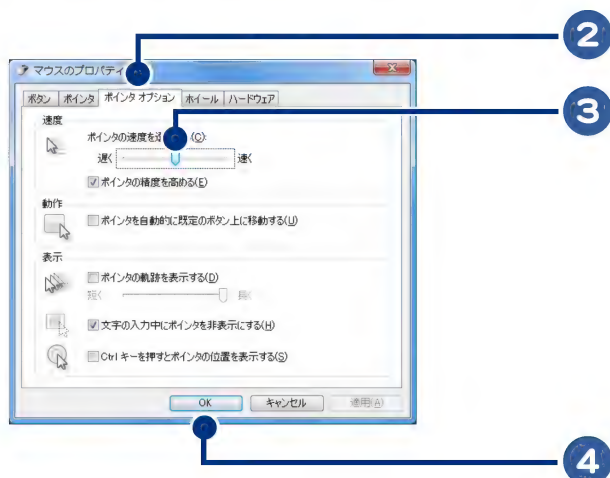 2
マウスのプロパティ
ボタン ポインタ ポインタ オプション ホイール ハードウェア
3
速度
ポインタの速度を (C):
遅く 速く
ポインタの精度を高める(E)
動作
ポインタを自動的に既定のボタン上に移動する(U)
表示
ポインタの軌跡を表示する(D)
短く 長く
文字の入力中にポインタを非表示にする(H)
Ctrl キーを押すとポインタの位置を表示する(S)
OK キャンセル 適用(A)
4